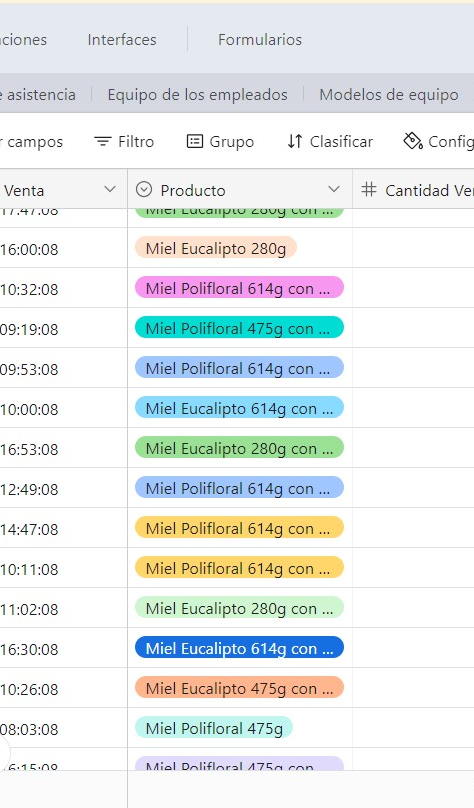 ciones Interfaces Formularios
e asistencia Equipo de los empleados Modelos de equipo
r campos Filtro Grupo Clasificar Config
Venta Producto Cantidad Ve
17:47:08 Miel Eucalipto 280g con ...
16:00:08 Miel Eucalipto 280g
10:32:08 Miel Polifloral 614g con ...
09:19:08 Miel Polifloral 475g con ...
09:53:08 Miel Polifloral 614g con ...
10:00:08 Miel Eucalipto 614g con ...
16:53:08 Miel Eucalipto 280g con ...
12:49:08 Miel Polifloral 614g con ...
14:47:08 Miel Polifloral 614g con ...
10:11:08 Miel Polifloral 614g con ...
11:02:08 Miel Eucalipto 280g con ...
16:30:08 Miel Eucalipto 614g con ...
10:26:08 Miel Eucalipto 475g con ...
08:03:08 Miel Polifloral 475g
6:15:08 Miel Polifloral 475g con ...